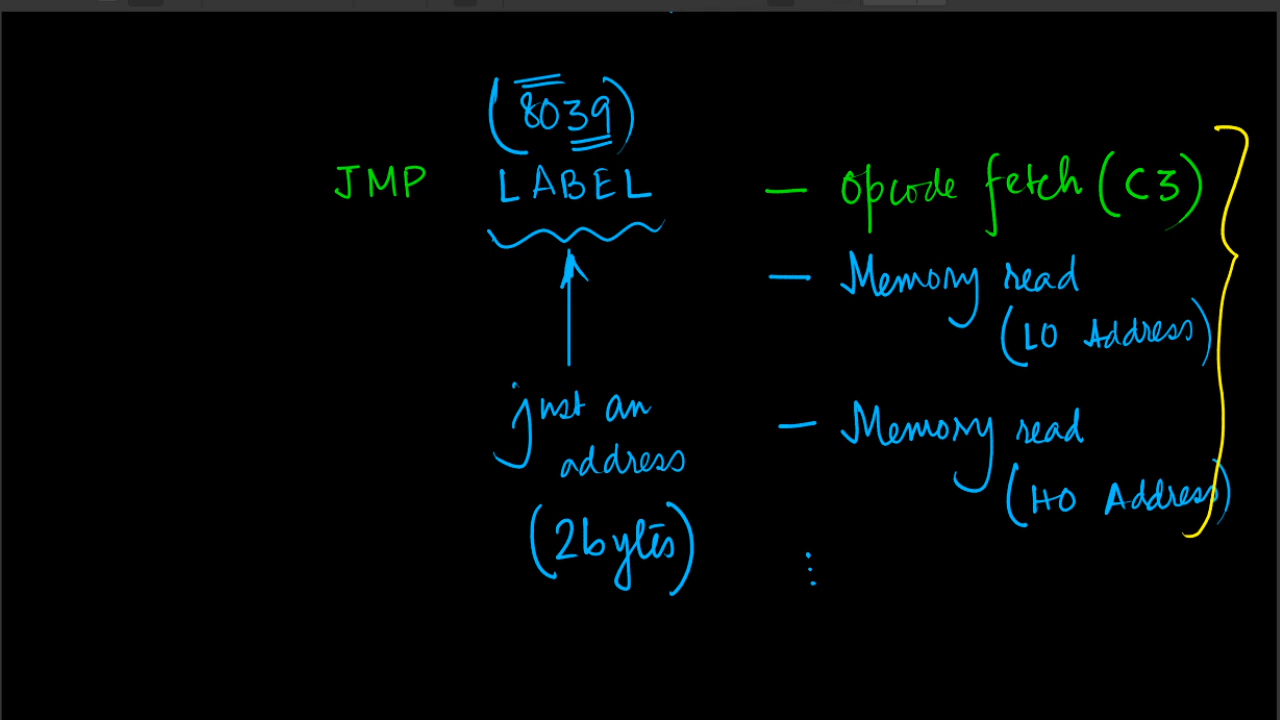 (8039)
JMP LABEL — Opcode fetch (C3)
— Memory read
(LO Address)
just an
address
— Memory read
(HO Address)
(2bytes)